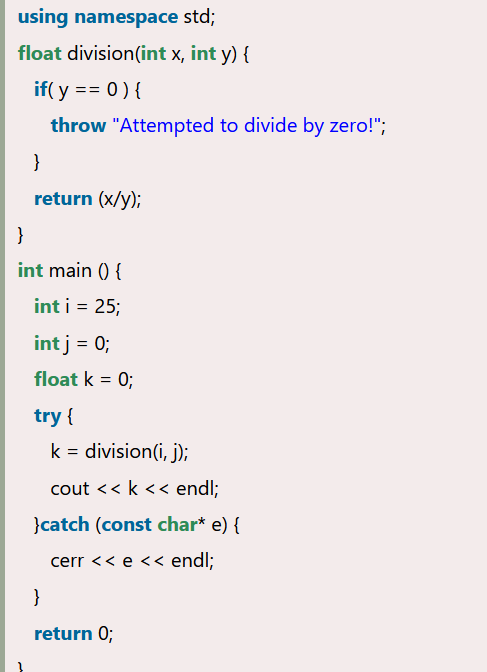 using namespace std;
float division(int x, int y) {
if( y == 0 ) {
throw "Attempted to divide by zero!";
}
return (x/y);
}
int main () {
int i = 25;
int j = 0;
float k = 0;
try {
k = division(i, j);
cout << k << endl;
}catch (const char* e) {
cerr << e << endl;
}
return 0;
}